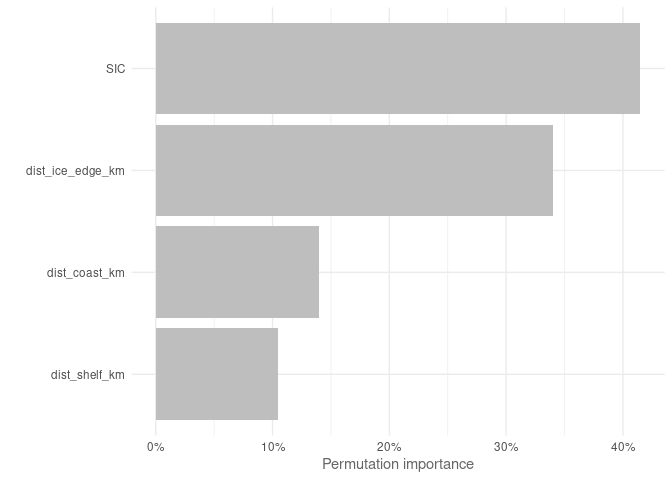 SIC
dist_ice_edge_km
dist_coast_km
dist_shelf_km
0% 10% 20% 30% 40%
Permutation importance